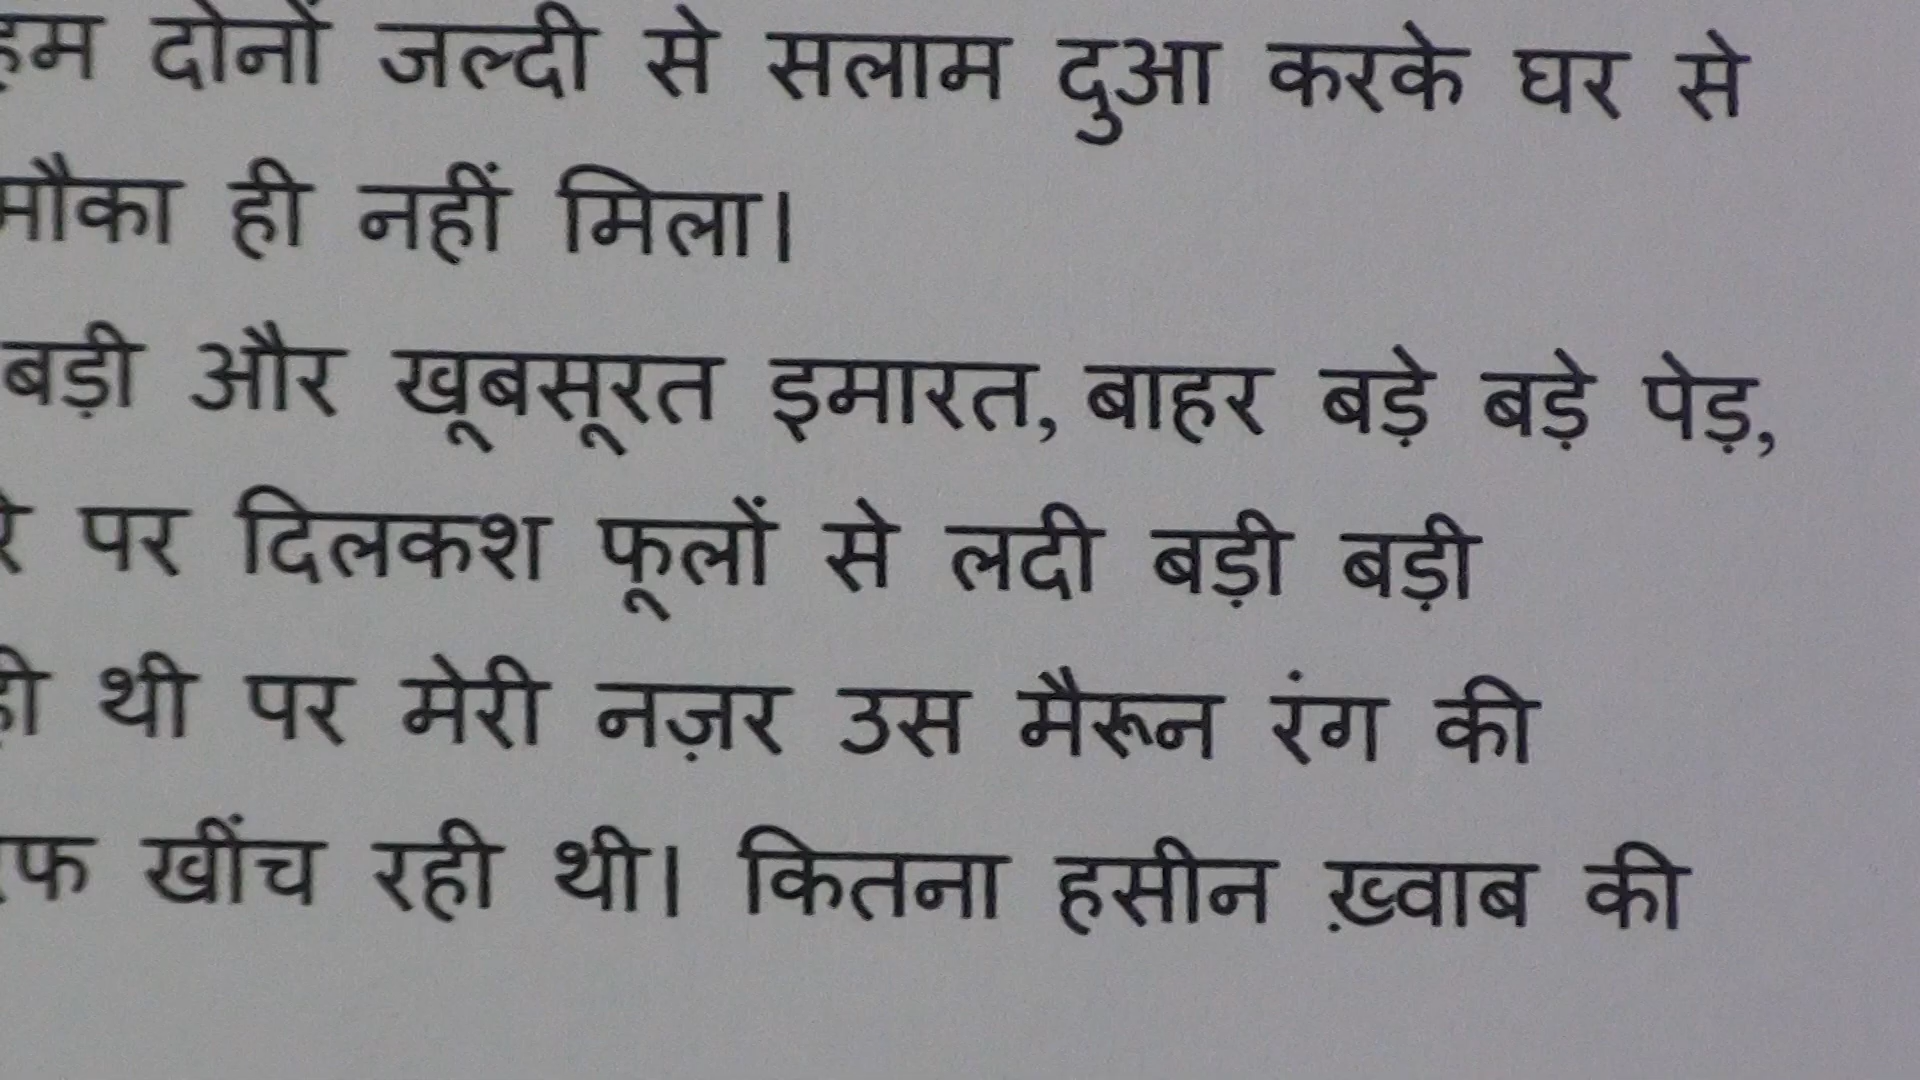 हम दोनों जल्दी से सलाम दुआ करके घर से
मौका ही नहीं मिला।
बड़ी और खूबसूरत इमारत, बाहर बड़े बड़े पेड़,
पर दिलकश फूलों से लदी बड़ी बड़ी
थी पर मेरी नज़र उस मैरून रंग की
खींच रही थी। कितना हसीन ख़्वाब की